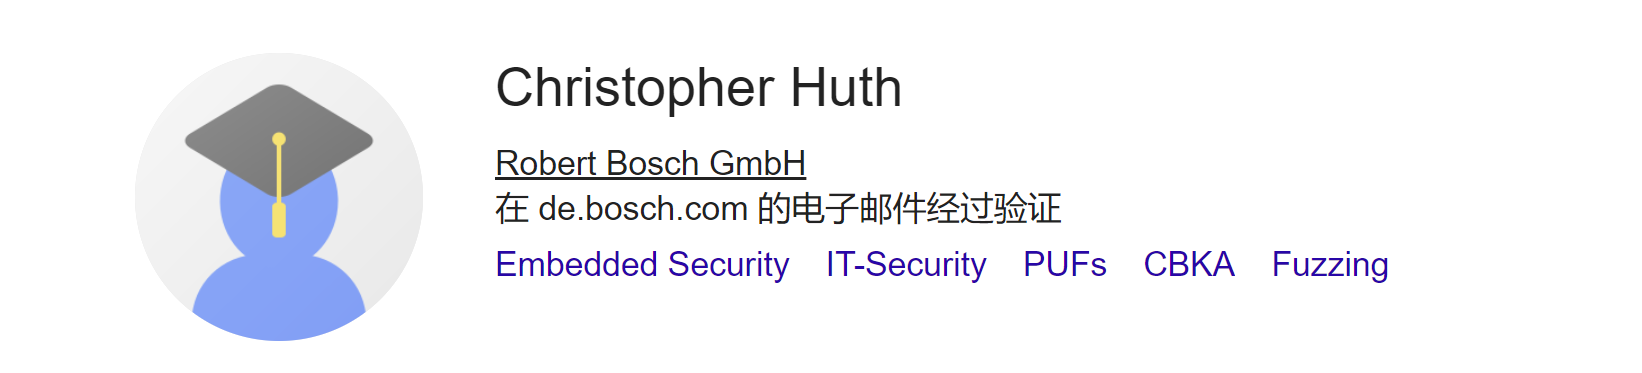 Christopher Huth
Robert Bosch GmbH
在 de.bosch.com 的电子邮件经过验证
Embedded Security IT-Security PUFs CBKA Fuzzing